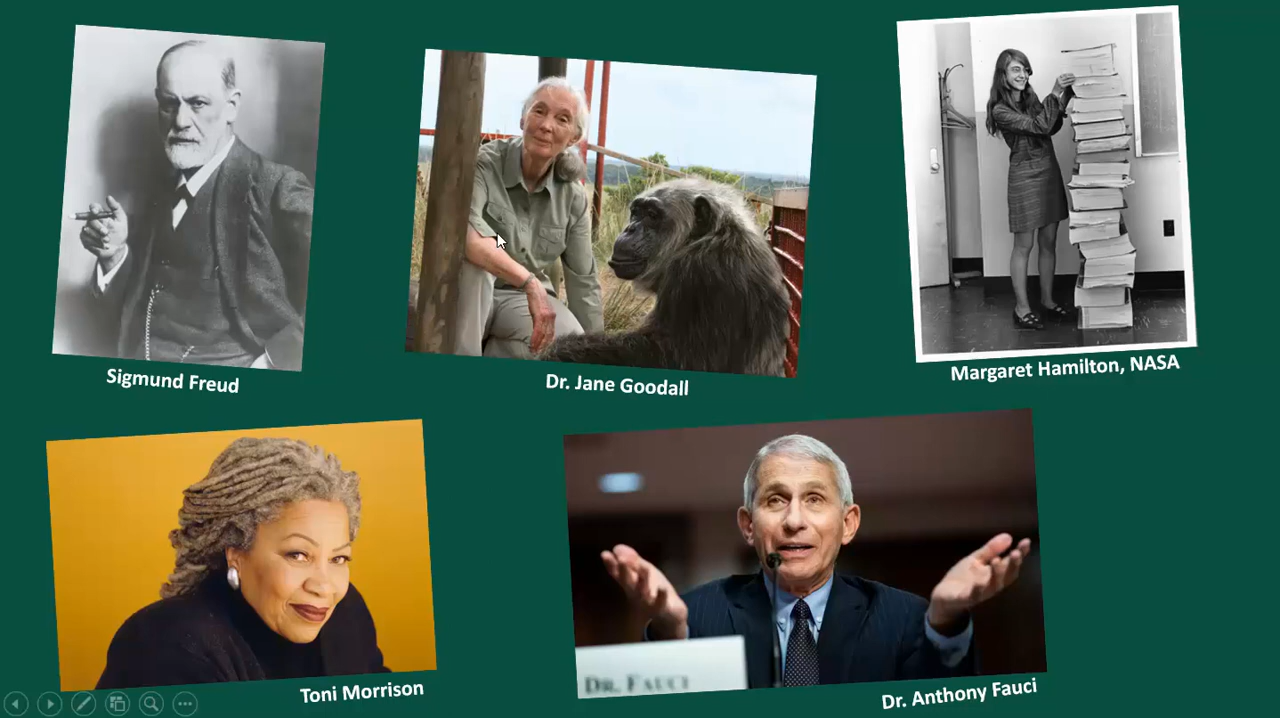 Sigmund Freud
Dr. Jane Goodall
Margaret Hamilton, NASA
Toni Morrison
DR. FAUCI
Dr. Anthony Fauci